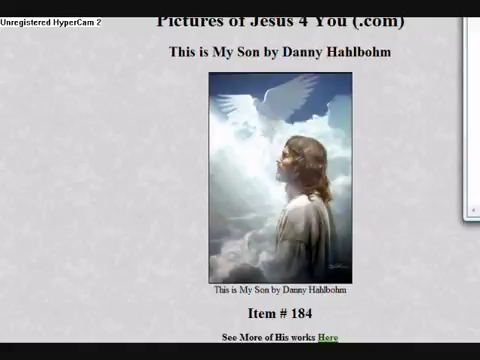 Unregistered HyperCam 2
Pictures of Jesus 4 You (.com)
This is My Son by Danny Hahlbohm
This is My Son by Danny Hahlbohm
Item # 184
See More of His works Here